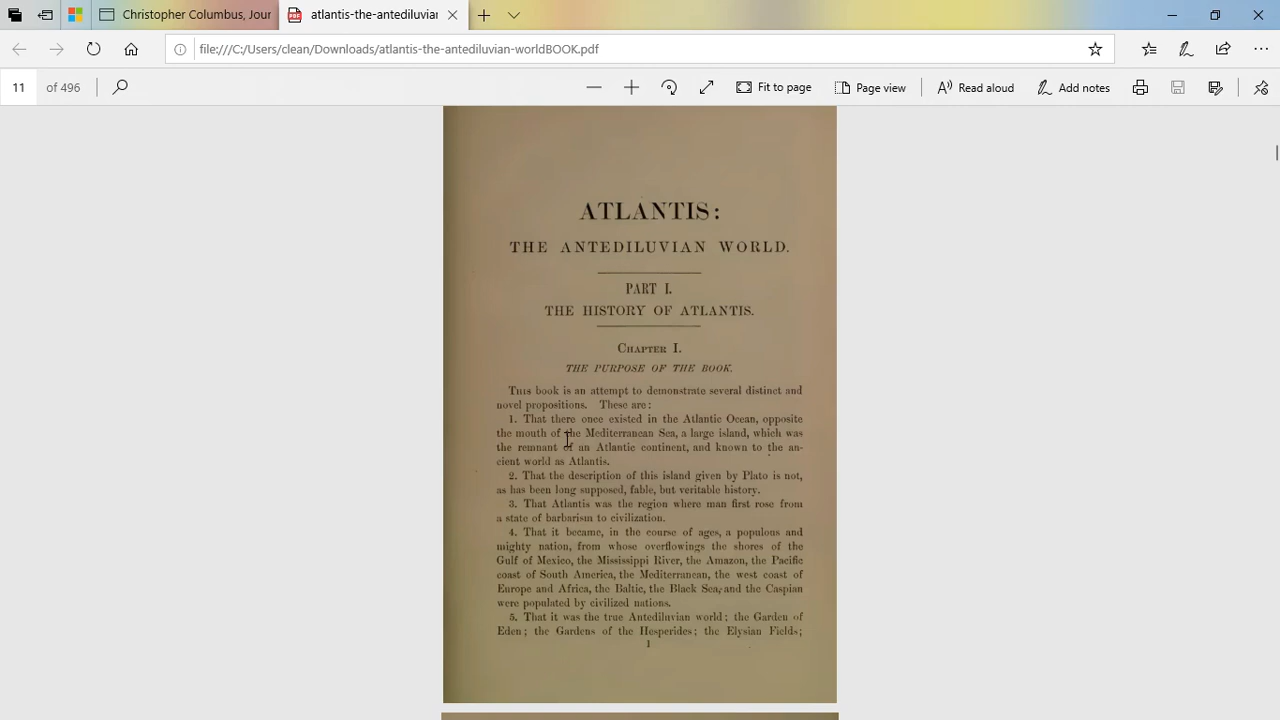 Christopher Columbus, Jour
atlantis-the-antediluvian
file:///C:/Users/clean/Downloads/atlantis-the-antediluvian-worldBOOK.pdf
11 of 496
Fit to page
Page view
Read aloud
Add notes
ATLANTIS:
THE ANTEDILUVIAN WORLD.
PART I.
THE HISTORY OF ATLANTIS.
CHAPTER I.
THE PURPOSE OF THE BOOK.
THIS book is an attempt to demonstrate several distinct and
novel propositions. These are:
1. That there once existed in the Atlantic Ocean, opposite
the mouth of the Mediterranean Sea, a large island, which was
the remnant of an Atlantic continent, and known to the an-
cient world as Atlantis.
2. That the description of this island given by Plato is not,
as has been long supposed, fable, but veritable history.
3. That Atlantis was the region where man first rose from
a state of barbarism to civilization.
4. That it became, in the course of ages, a populous and
mighty nation, from whose overflowings the shores of the
Gulf of Mexico, the Mississippi River, the Amazon, the Pacific
coast of South America, the Mediterranean, the west coast of
Europe and Africa, the Baltic, the Black Sea, and the Caspian
were populated by civilized nations.
5. That it was the true Antediluvian world; the Garden of
Eden; the Gardens of the Hesperides; the Elysian Fields;
1